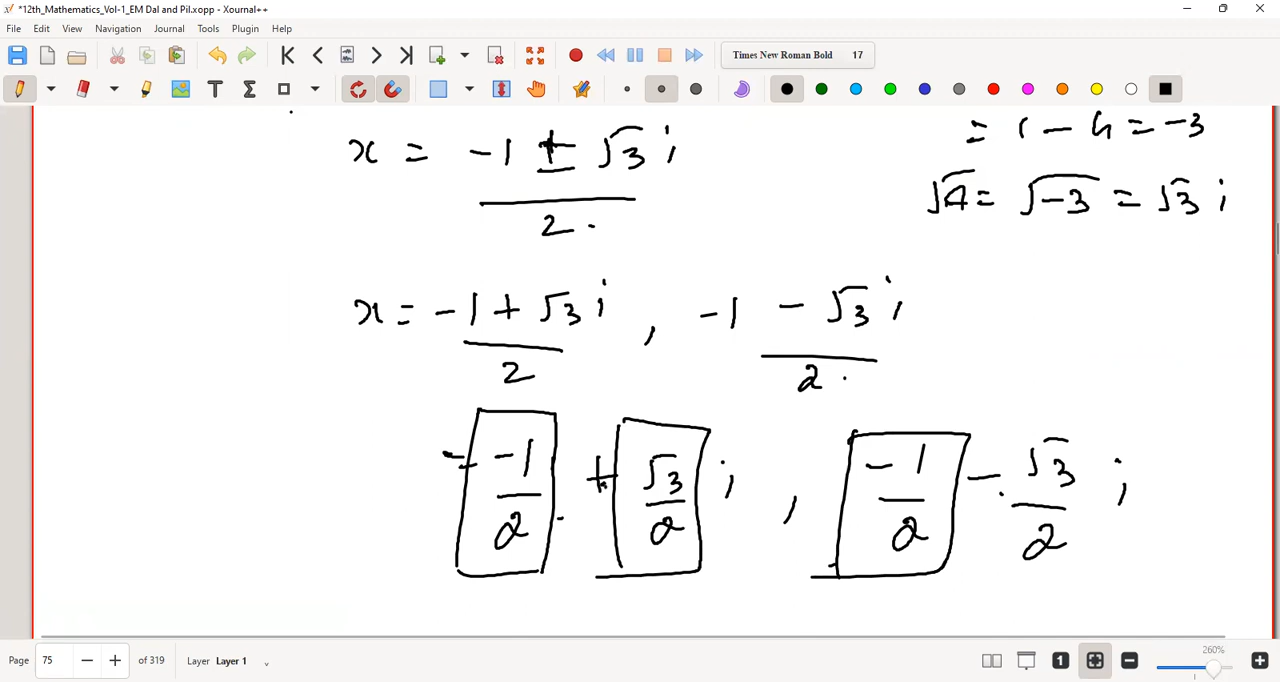 *12th_Mathematics_Vol-1_EM Dal and Pil.xopp - Xournal++
File Edit View Navigation Journal Tools Plugin Help
Times New Roman Bold 17
= 1 - 4 = -3
x = (-1 ± √3 i) / 2.
√Δ = √-3 = √3 i
x = (-1 + √3 i) / 2 , (-1 - √3 i) / 2.
= -1/2 + √3/2 i , -1/2 - √3/2 i
Page 75 of 319 Layer Layer 1 1 260%